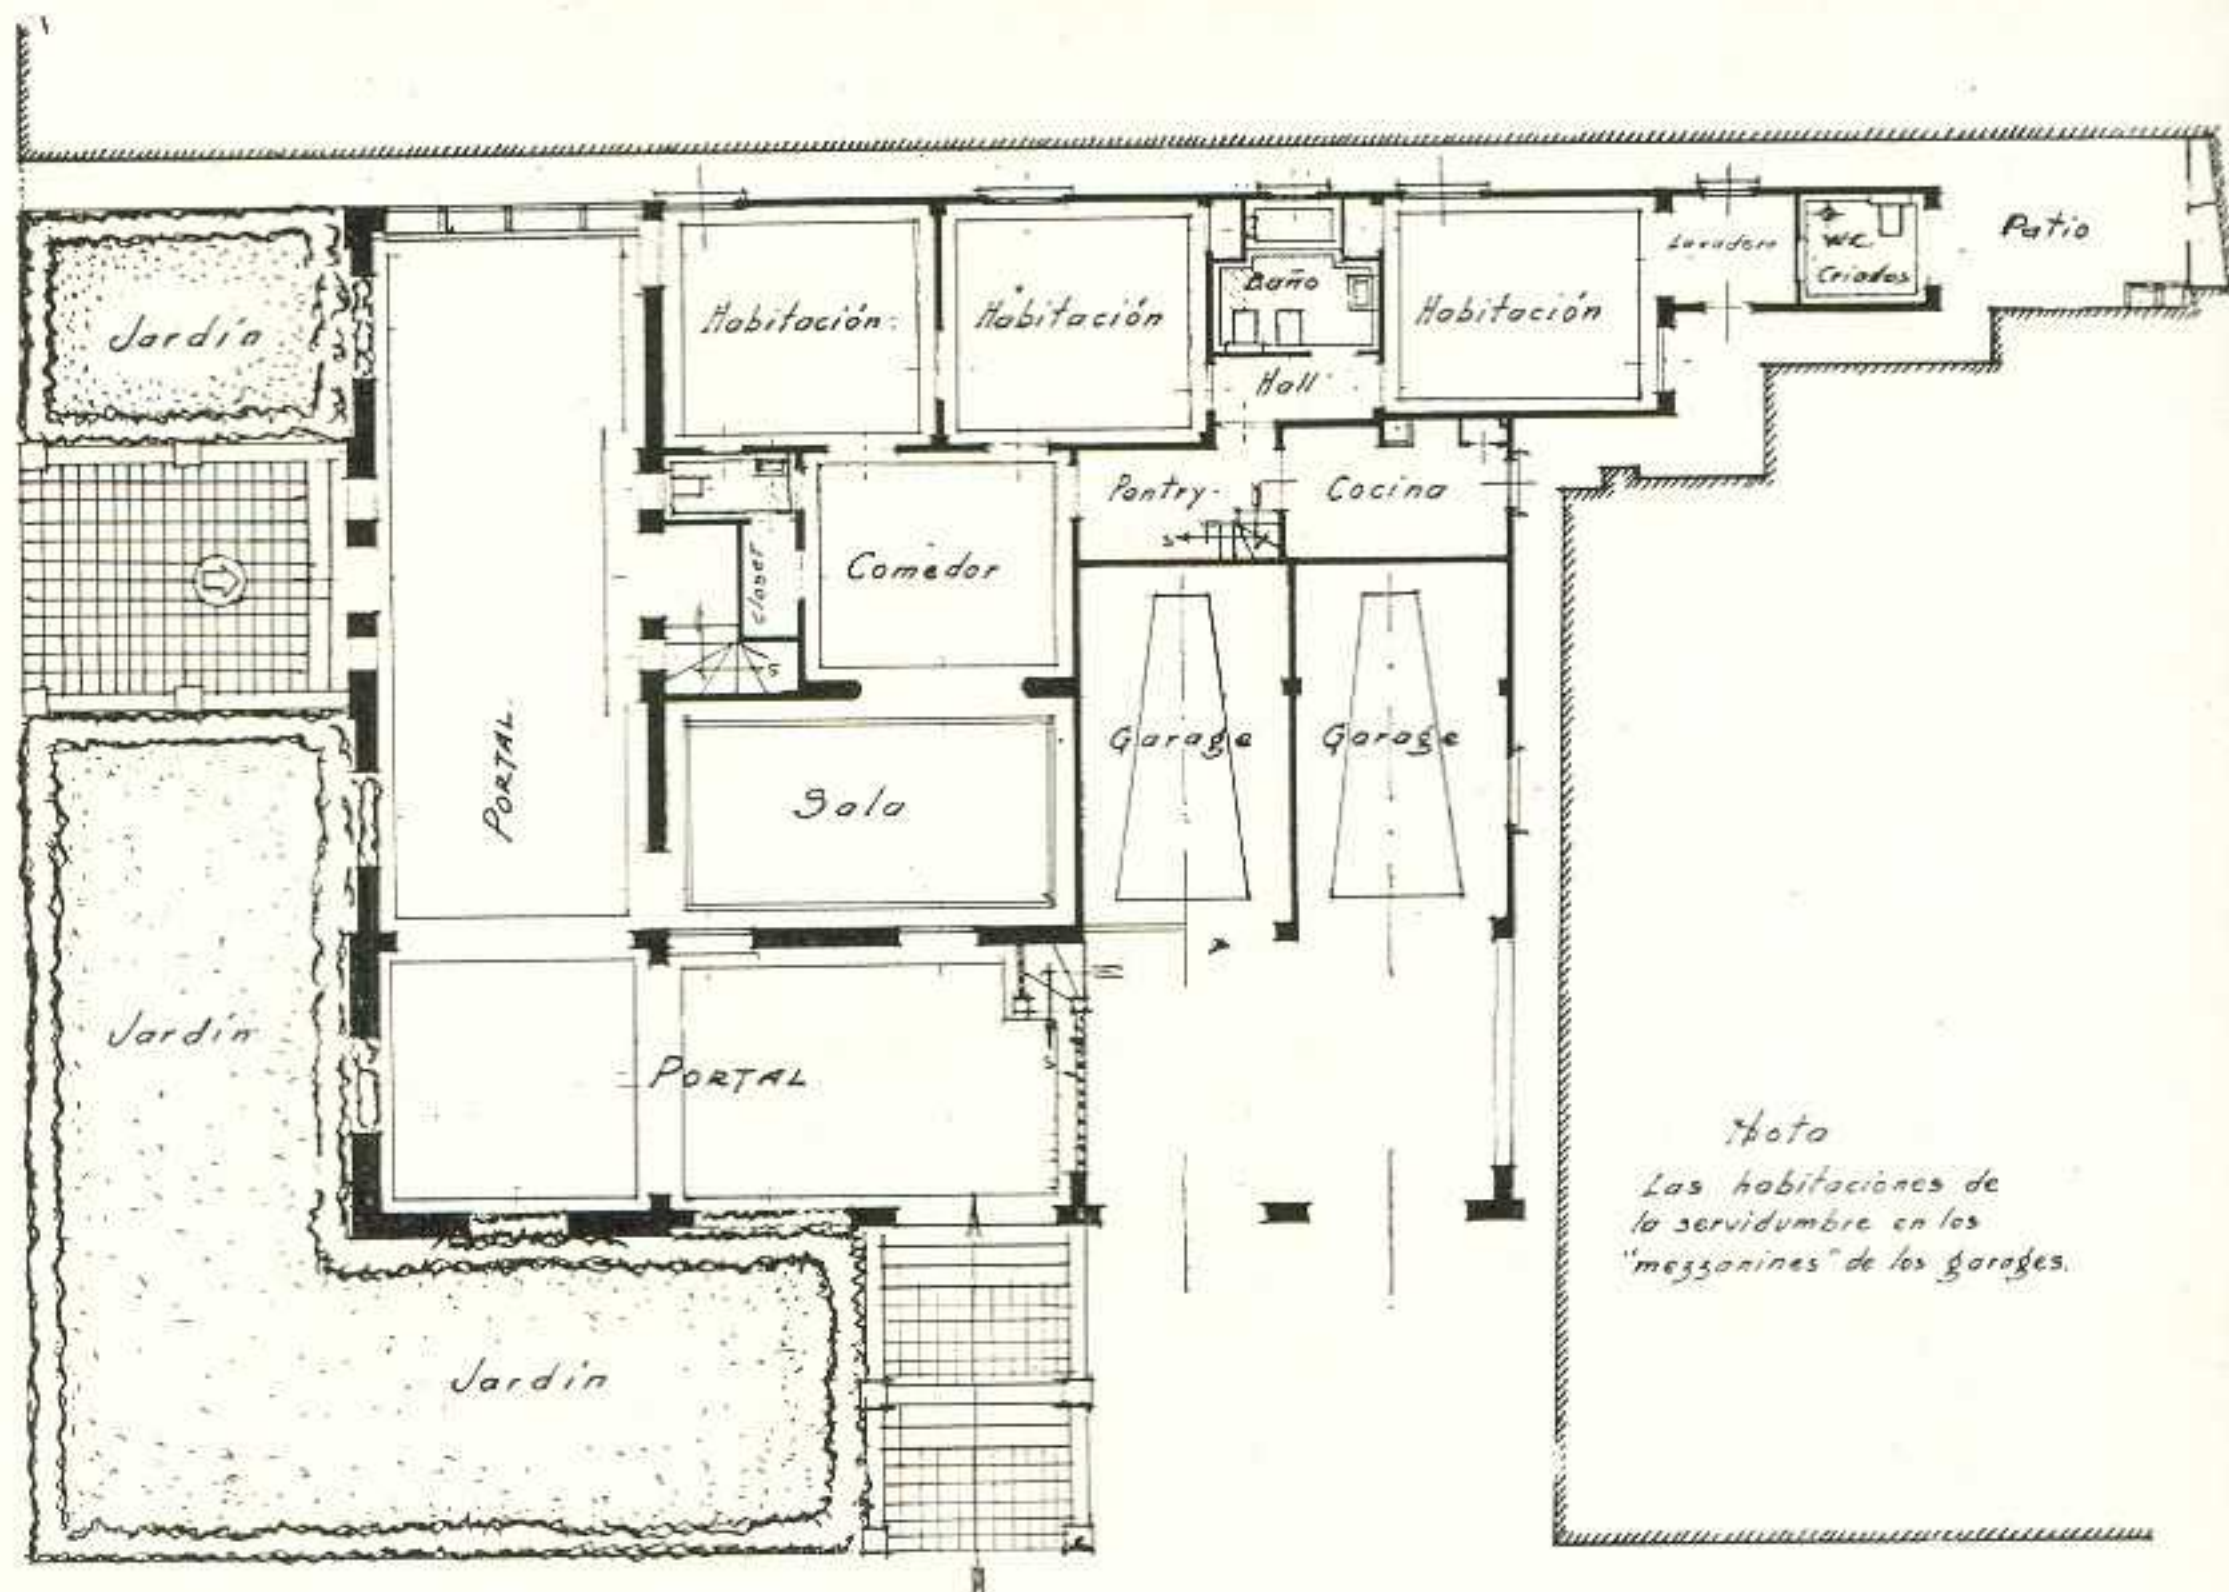 Patio
Lavadero
W.C.
Criados
Jardín
Habitación
Habitación
Baño
Habitación
Hall
Pantry
Cocina
S
closet
Comedor
S
PORTAL
Sala
Garage
Garage
Jardín
PORTAL
S
Nota
Las habitaciones de
la servidumbre en los
"mezzanines" de los garages.
Jardín